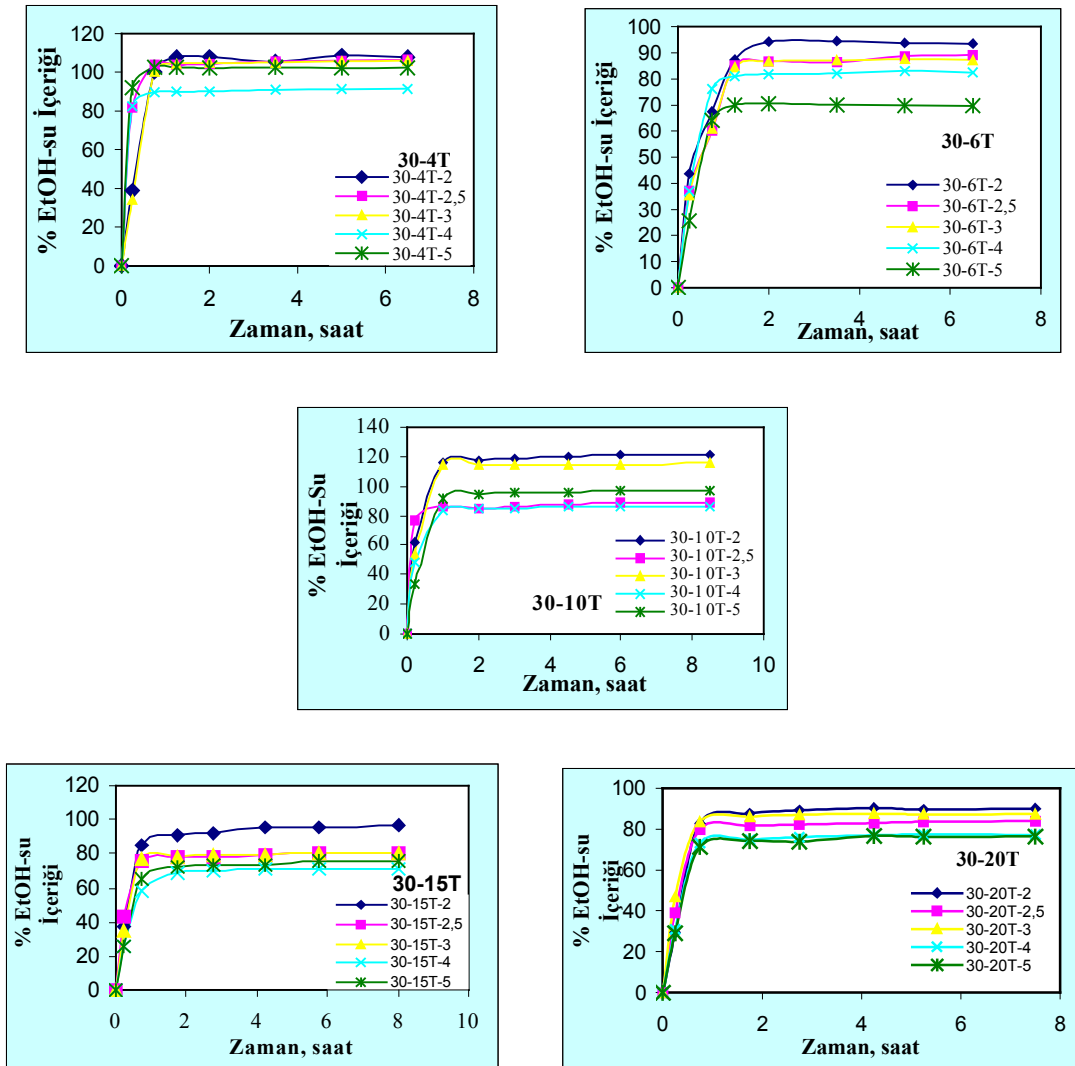 % EtOH-su İçeriği
120
100
80
60
40
20
0
0 2 4 6 8
Zaman, saat
30-4T
30-4T-2
30-4T-2,5
30-4T-3
30-4T-4
30-4T-5
% EtOH-su İçeriği
100
90
80
70
60
50
40
30
20
10
0
0 2 4 6 8
Zaman, saat
30-6T
30-6T-2
30-6T-2,5
30-6T-3
30-6T-4
30-6T-5
% EtOH-Su
İçeriği
140
120
100
80
60
40
20
0
0 2 4 6 8 10
Zaman, saat
30-10T
30-1 0T-2
30-1 0T-2,5
30-1 0T-3
30-1 0T-4
30-1 0T-5
% EtOH-su
İçeriği
120
100
80
60
40
20
0
0 2 4 6 8 10
Zaman, saat
30-15T
30-15T-2
30-15T-2,5
30-15T-3
30-15T-4
30-15T-5
% EtOH-su
İçeriği
100
80
60
40
20
0
0 2 4 6 8
Zaman, saat
30-20T
30-20T-2
30-20T-2,5
30-20T-3
30-20T-4
30-20T-5